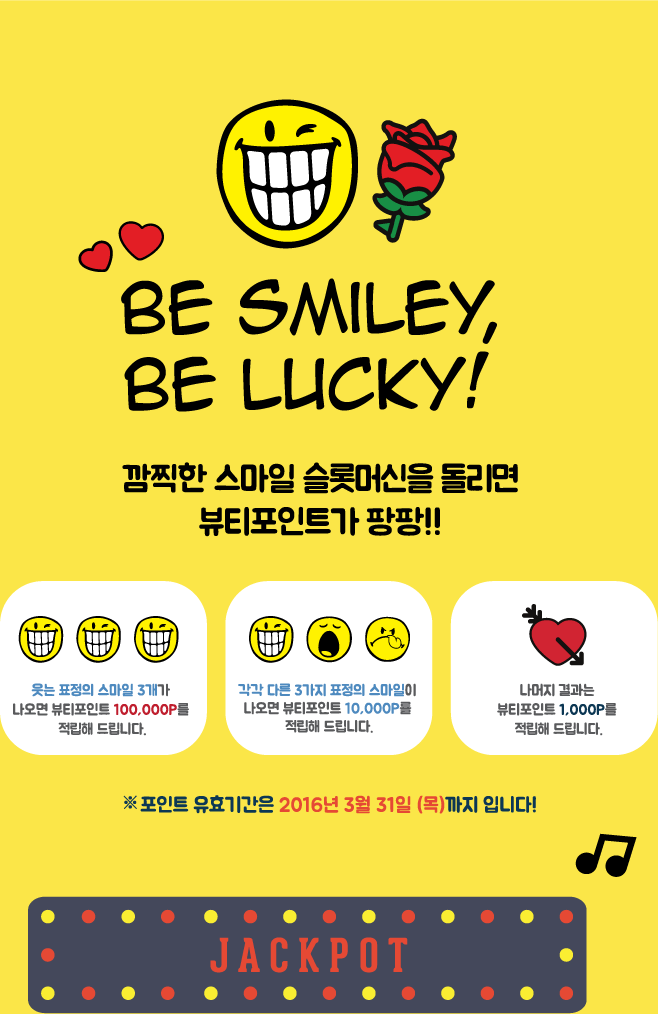 BE SMILEY,
BE LUCKY!
깜찍한 스마일 슬롯머신을 돌리면
뷰티포인트가 팡팡!!
웃는 표정의 스마일 3개가
나오면 뷰티포인트 100,000P를
적립해 드립니다.
각각 다른 3가지 표정의 스마일이
나오면 뷰티포인트 10,000P를
적립해 드립니다.
나머지 결과는
뷰티포인트 1,000P를
적립해 드립니다.
※ 포인트 유효기간은 2016년 3월 31일 (목)까지 입니다!
JACKPOT